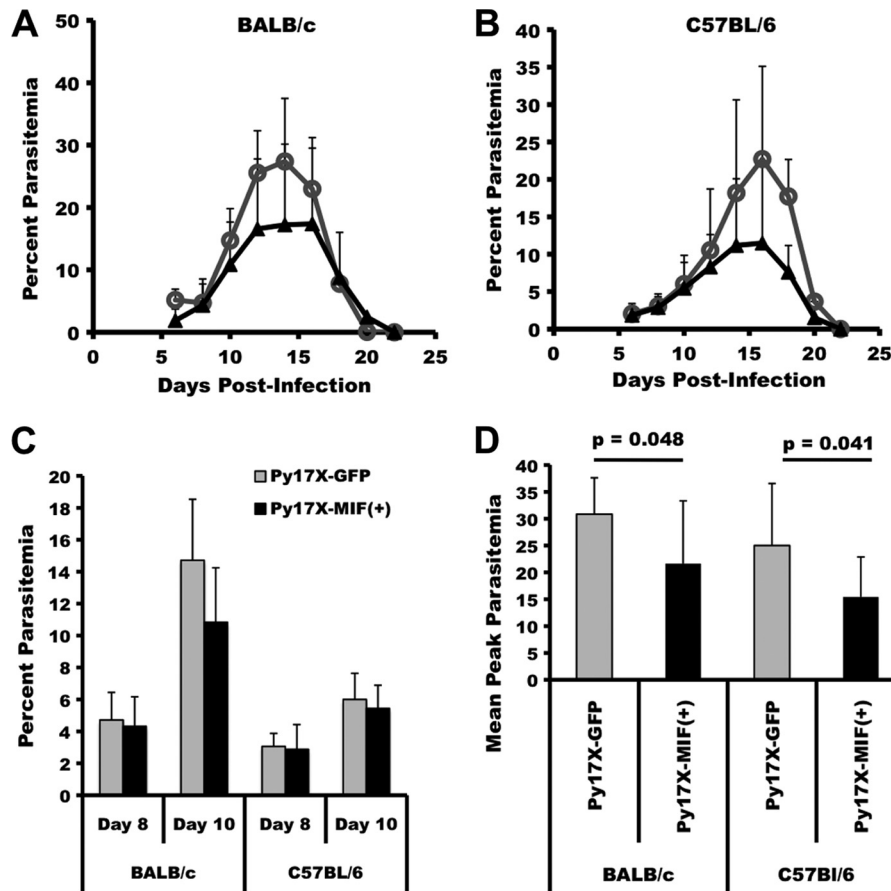 A
BALB/c
50
40
30
20
10
0
Percent Parasitemia
0 5 10 15 20 25
Days Post-Infection
B
C57BL/6
40
35
30
25
20
15
10
5
0
Percent Parasitemia
0 5 10 15 20 25
Days Post-Infection
C
20
18
16
14
12
10
8
6
4
2
0
Percent Parasitemia
Py17X-GFP
Py17X-MIF(+)
Day 8 Day 10 Day 8 Day 10
BALB/c C57BL/6
D
p = 0.048 p = 0.041
40
35
30
25
20
15
10
5
0
Mean Peak Parasitemia
Py17X-GFP
Py17X-MIF(+)
Py17X-GFP
Py17X-MIF(+)
BALB/c C57Bl/6